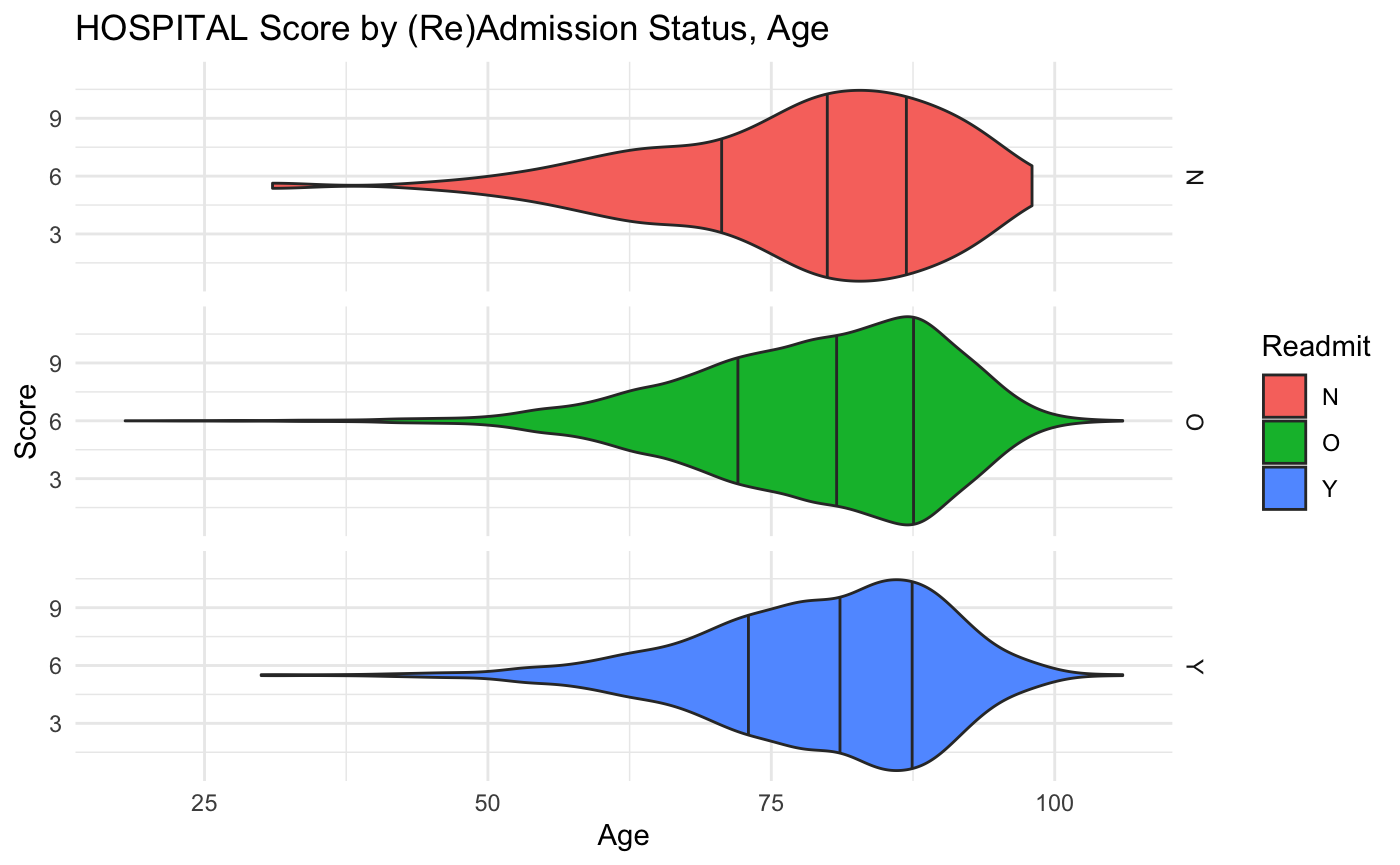 HOSPITAL Score by (Re)Admission Status, Age
9
6
3
N
9
6
3
O
9
6
3
Y
Score
25 50 75 100
Age
Readmit
N
O
Y